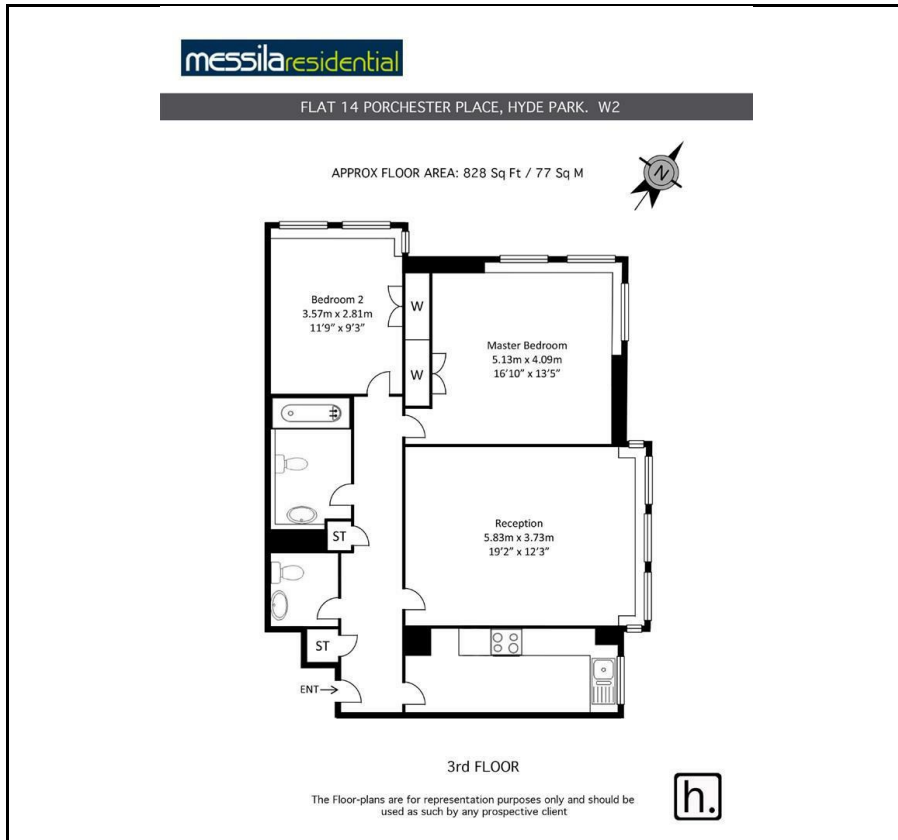 messilaresidential
FLAT 14 PORCHESTER PLACE, HYDE PARK. W2
APPROX FLOOR AREA: 828 Sq Ft / 77 Sq M
N
Bedroom 2
3.57m x 2.81m
11'9" x 9'3"
W
W
Master Bedroom
5.13m x 4.09m
16'10" x 13'5"
Reception
5.83m x 3.73m
19'2" x 12'3"
ST
ST
ENT
3rd FLOOR
The Floor-plans are for representation purposes only and should be
used as such by any prospective client
h.